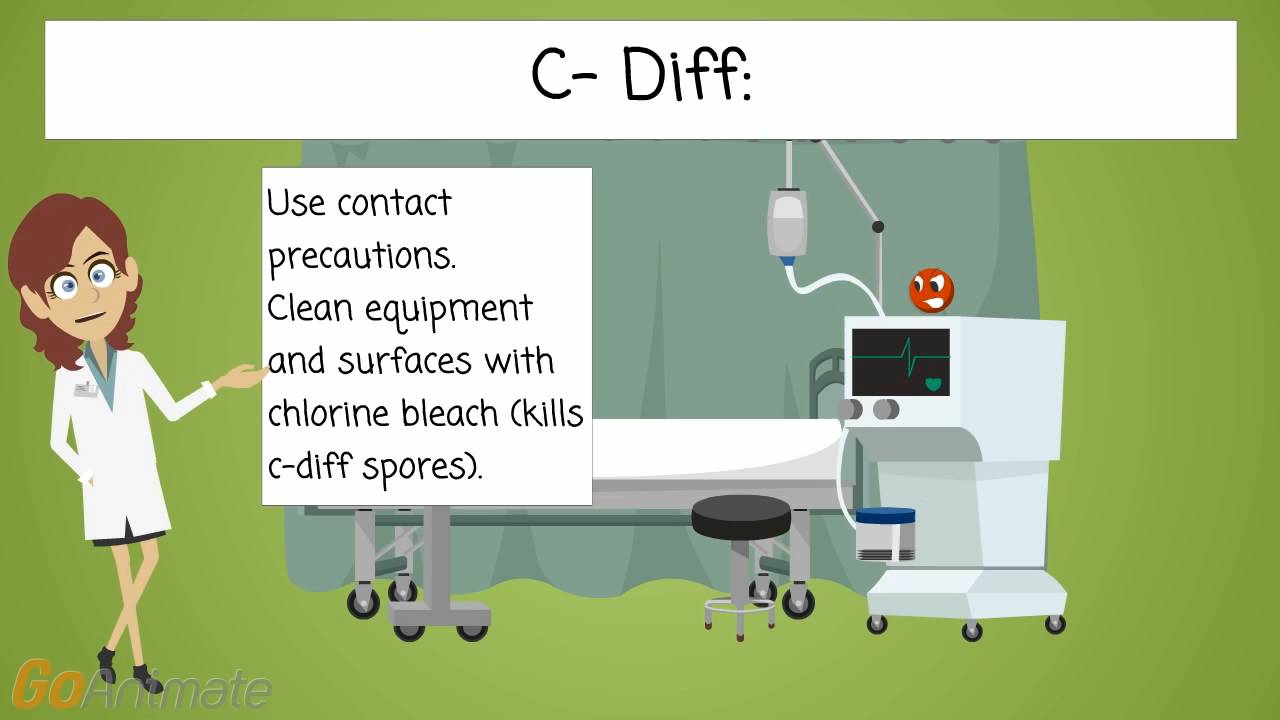 C- Diff:
Use contact
precautions.
Clean equipment
and surfaces with
chlorine bleach (kills
c-diff spores).
GoAnimate